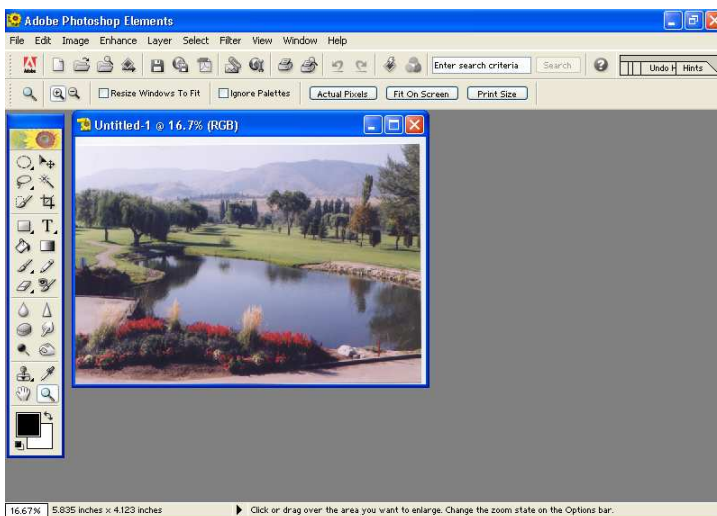 Adobe Photoshop Elements
File Edit Image Enhance Layer Select Filter View Window Help
Adobe Enter search criteria Search ? Undo H Hints
Resize Windows To Fit Ignore Palettes Actual Pixels Fit On Screen Print Size
Untitled-1 @ 16.7% (RGB)
T
16.67% 5.835 inches x 4.123 inches Click or drag over the area you want to enlarge. Change the zoom state on the Options bar.